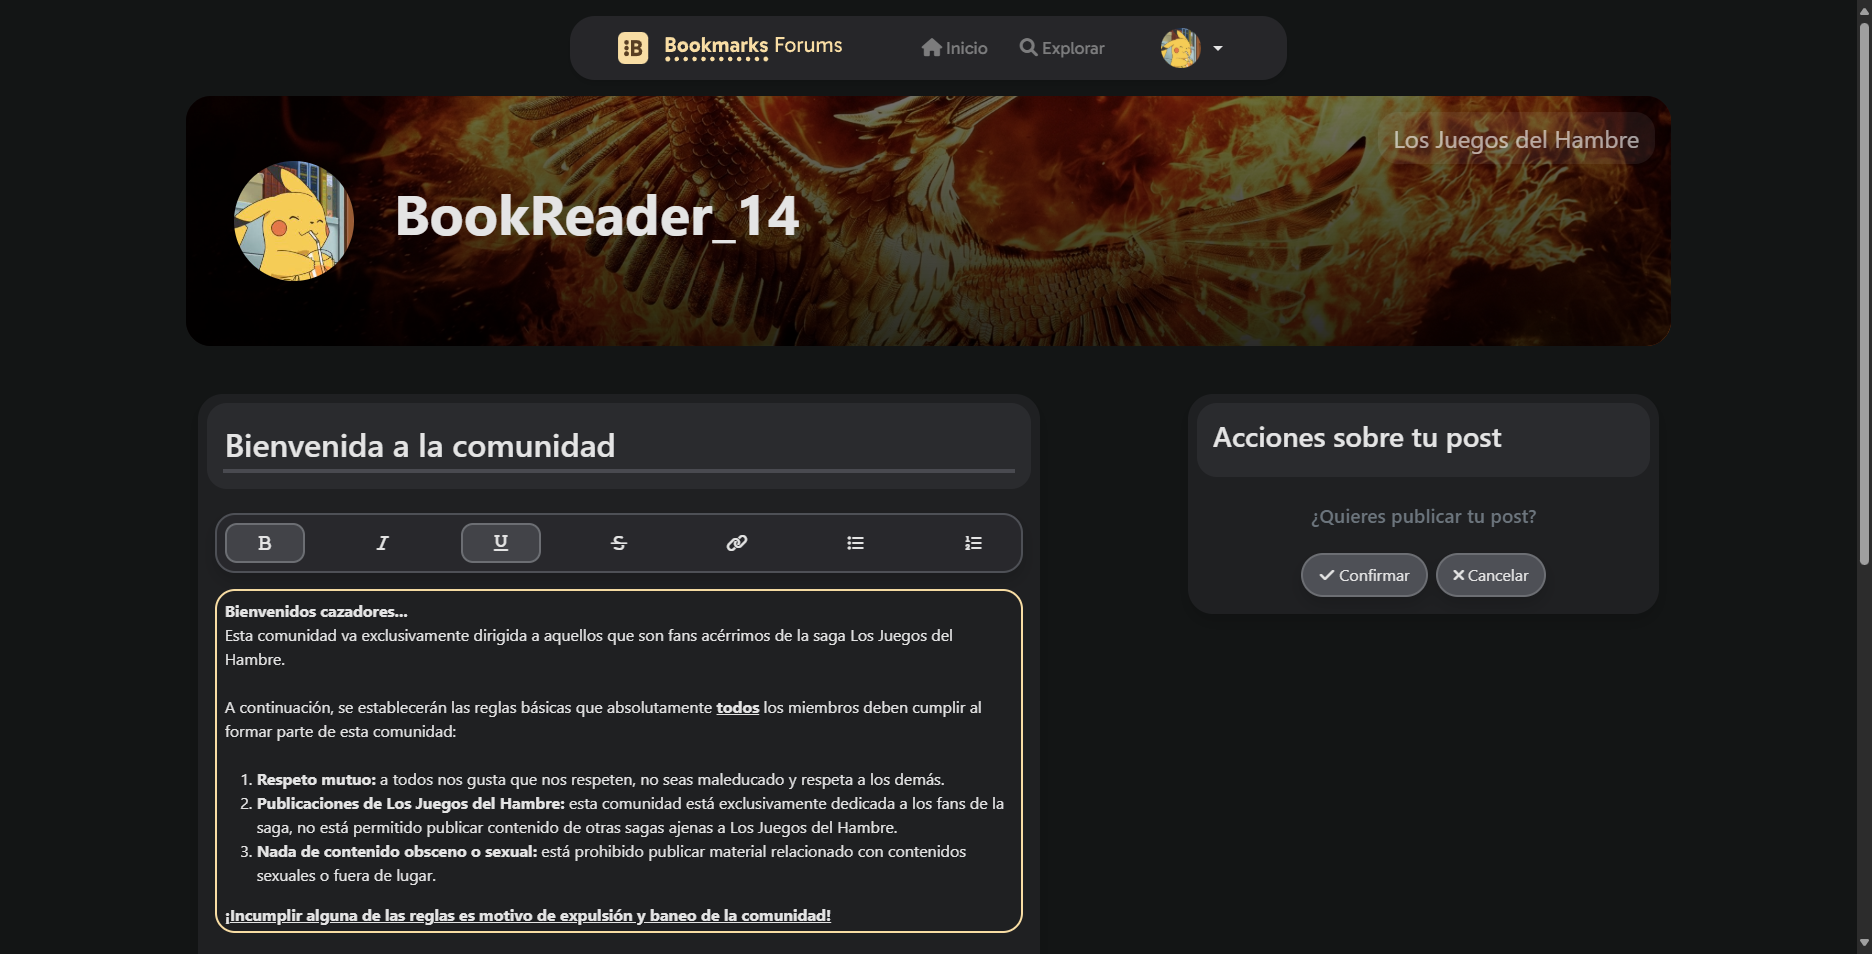 Bookmarks Forums
Inicio
Explorar
Los Juegos del Hambre
BookReader_14
Bienvenida a la comunidad
Acciones sobre tu post
¿Quieres publicar tu post?
Confirmar
Cancelar
B I U S
Bienvenidos cazadores...
Esta comunidad va exclusivamente dirigida a aquellos que son fans acérrimos de la saga Los Juegos del
Hambre.
A continuación, se establecerán las reglas básicas que absolutamente todos los miembros deben cumplir al
formar parte de esta comunidad:
1. Respeto mutuo: a todos nos gusta que nos respeten, no seas maleducado y respeta a los demás.
2. Publicaciones de Los Juegos del Hambre: esta comunidad está exclusivamente dedicada a los fans de la
saga, no está permitido publicar contenido de otras sagas ajenas a Los Juegos del Hambre.
3. Nada de contenido obsceno o sexual: está prohibido publicar material relacionado con contenidos
sexuales o fuera de lugar.
¡Incumplir alguna de las reglas es motivo de expulsión y baneo de la comunidad!